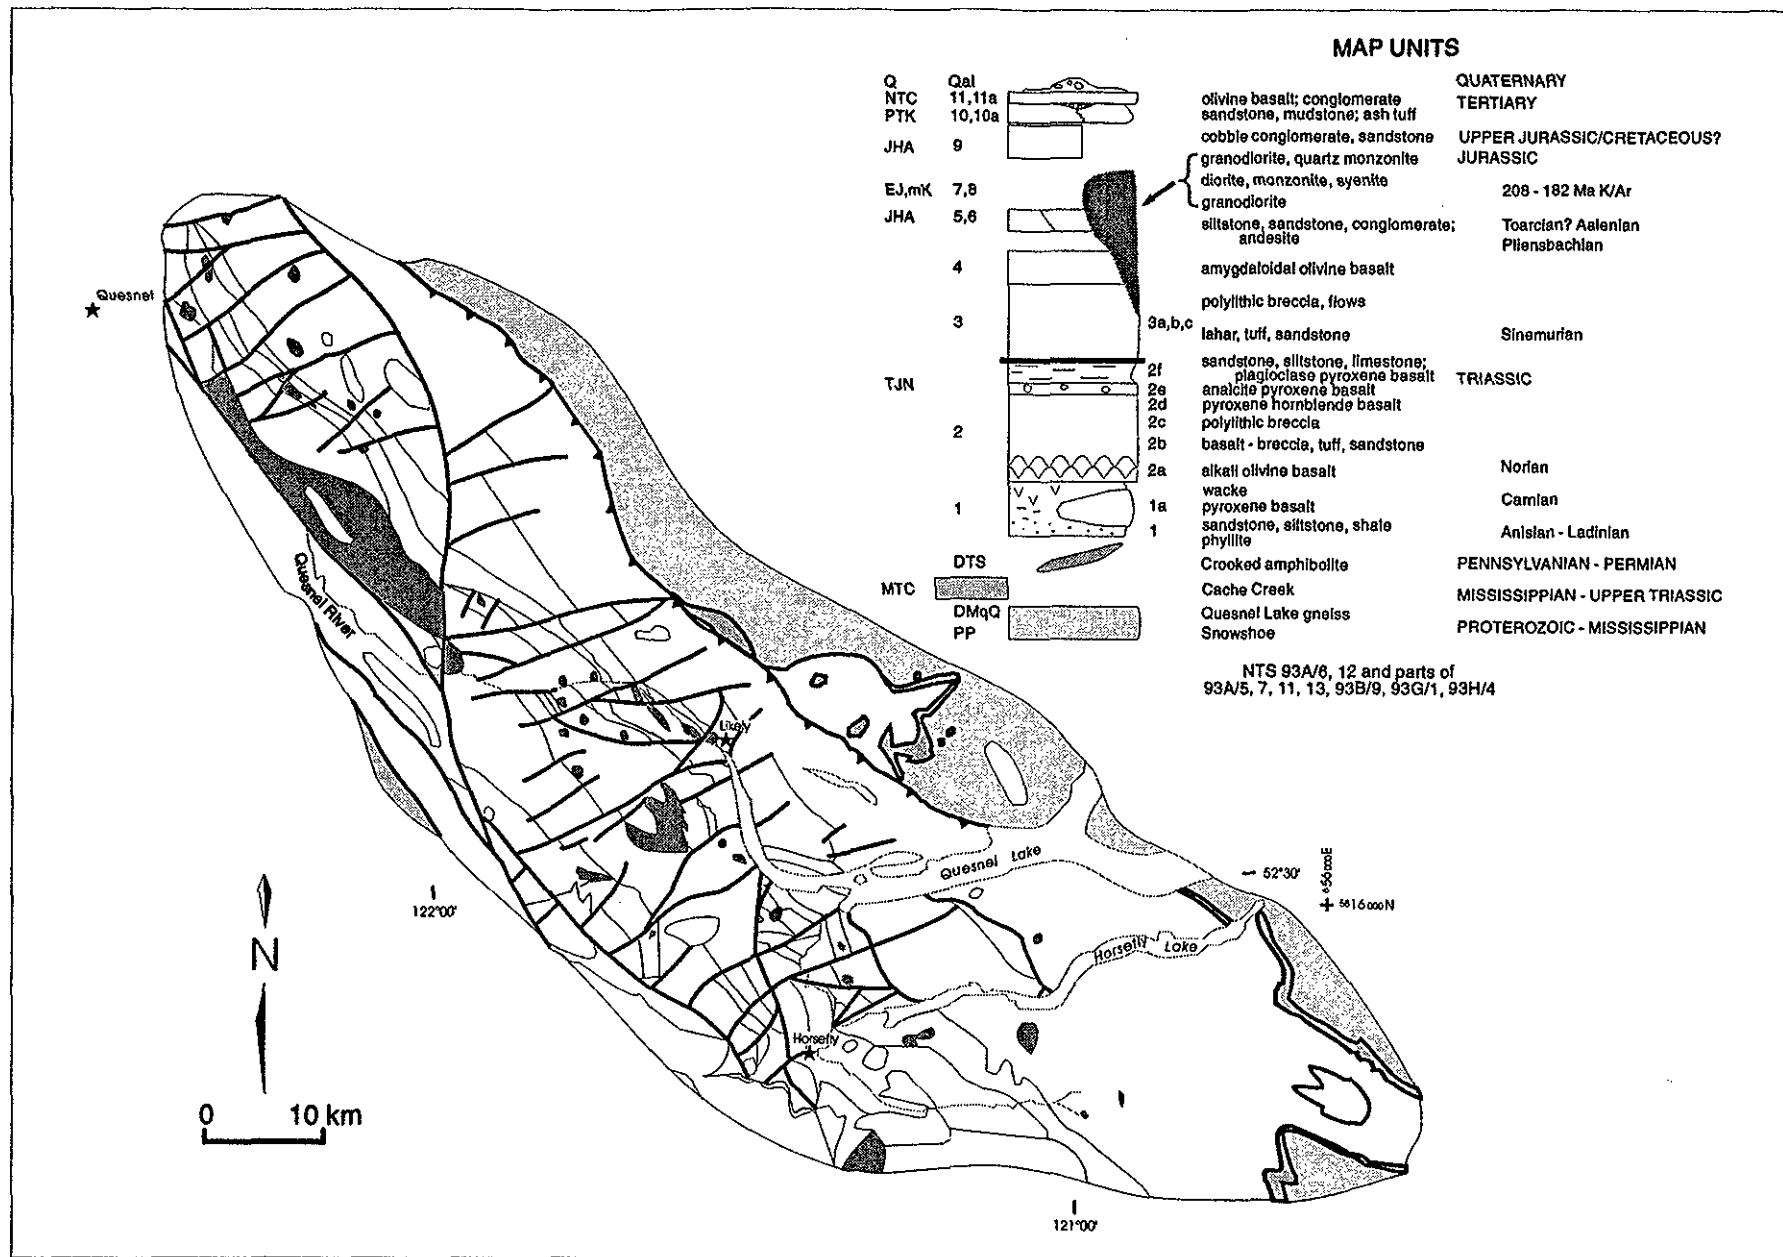 MAP UNITS
Q Qal QUATERNARY
NTC 11,11a olivine basalt; conglomerate TERTIARY
PTK 10,10a sandstone, mudstone; ash tuff
JHA 9 cobble conglomerate, sandstone UPPER JURASSIC/CRETACEOUS?
granodiorite, quartz monzonite JURASSIC
EJ,mK 7,8 diorite, monzonite, syenite 208 - 182 Ma K/Ar
granodiorite
JHA 5,6 siltstone, sandstone, conglomerate; Toarcian? Aalenian
andesite Pliensbachian
4 amygdaloidal olivine basalt
polylithic breccia, flows
3 3a,b,c
lahar, tuff, sandstone Sinemurian
sandstone, siltstone, limestone;
2f plagioclase pyroxene basalt TRIASSIC
TJN 2e analcite pyroxene basalt
2d pyroxene hornblende basalt
2c polylithic breccia
2 2b basalt - breccia, tuff, sandstone
2a alkali olivine basalt Norian
wacke
1 1a pyroxene basalt Carnian
1 sandstone, siltstone, shale Anisian - Ladinian
phyllite
DTS Crooked amphibolite PENNSYLVANIAN - PERMIAN
MTC Cache Creek MISSISSIPPIAN - UPPER TRIASSIC
DMqQ Quesnel Lake gneiss
PP Snowshoe PROTEROZOIC - MISSISSIPPIAN
NTS 93A/6, 12 and parts of
93A/5, 7, 11, 13, 93B/9, 93G/1, 93H/4
Quesnel
Quesnel River
Likely
Quesnel Lake
52°30'
656000E
5816000N
122°00'
Horsefly Lake
N
Horsefly
0 10 km
121°00'